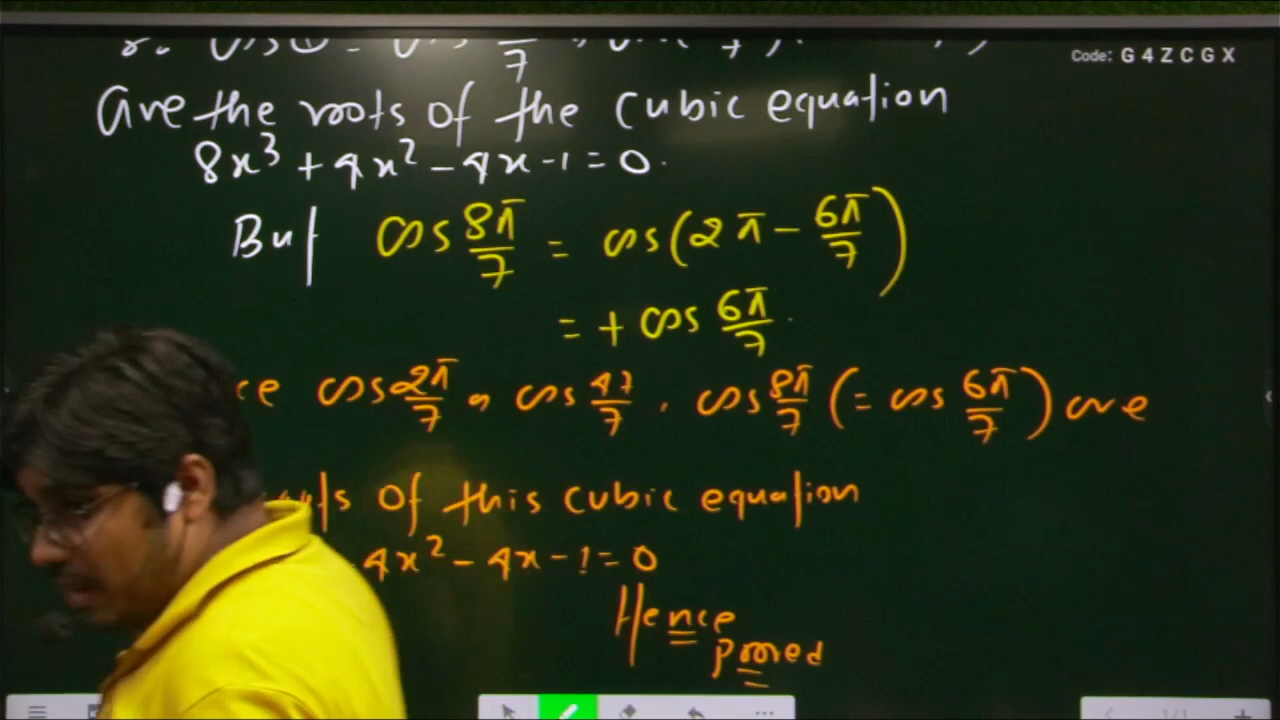 Code: G4ZCGX
are the roots of the cubic equation
8x³ + 4x² - 4x - 1 = 0.
But cos 8π/7 = cos(2π - 6π/7)
= + cos 6π/7.
ce cos 2π/7, cos 4π/7, cos 8π/7 (= cos 6π/7) are
of this cubic equation
4x² - 4x - 1 = 0
Hence
proved